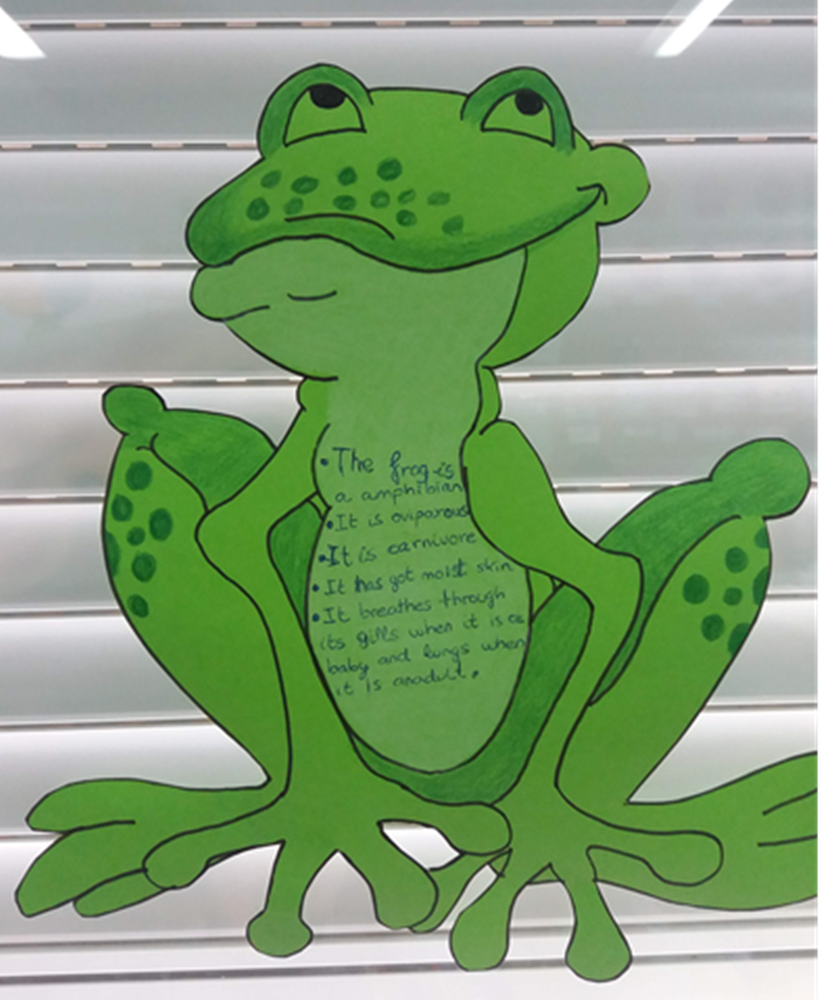 • The frog is
a amphibian
• It is oviparous
• It is carnivore
• It has got moist skin
• It breathes through
its gills when it is a
baby and lungs when
it is anadult.